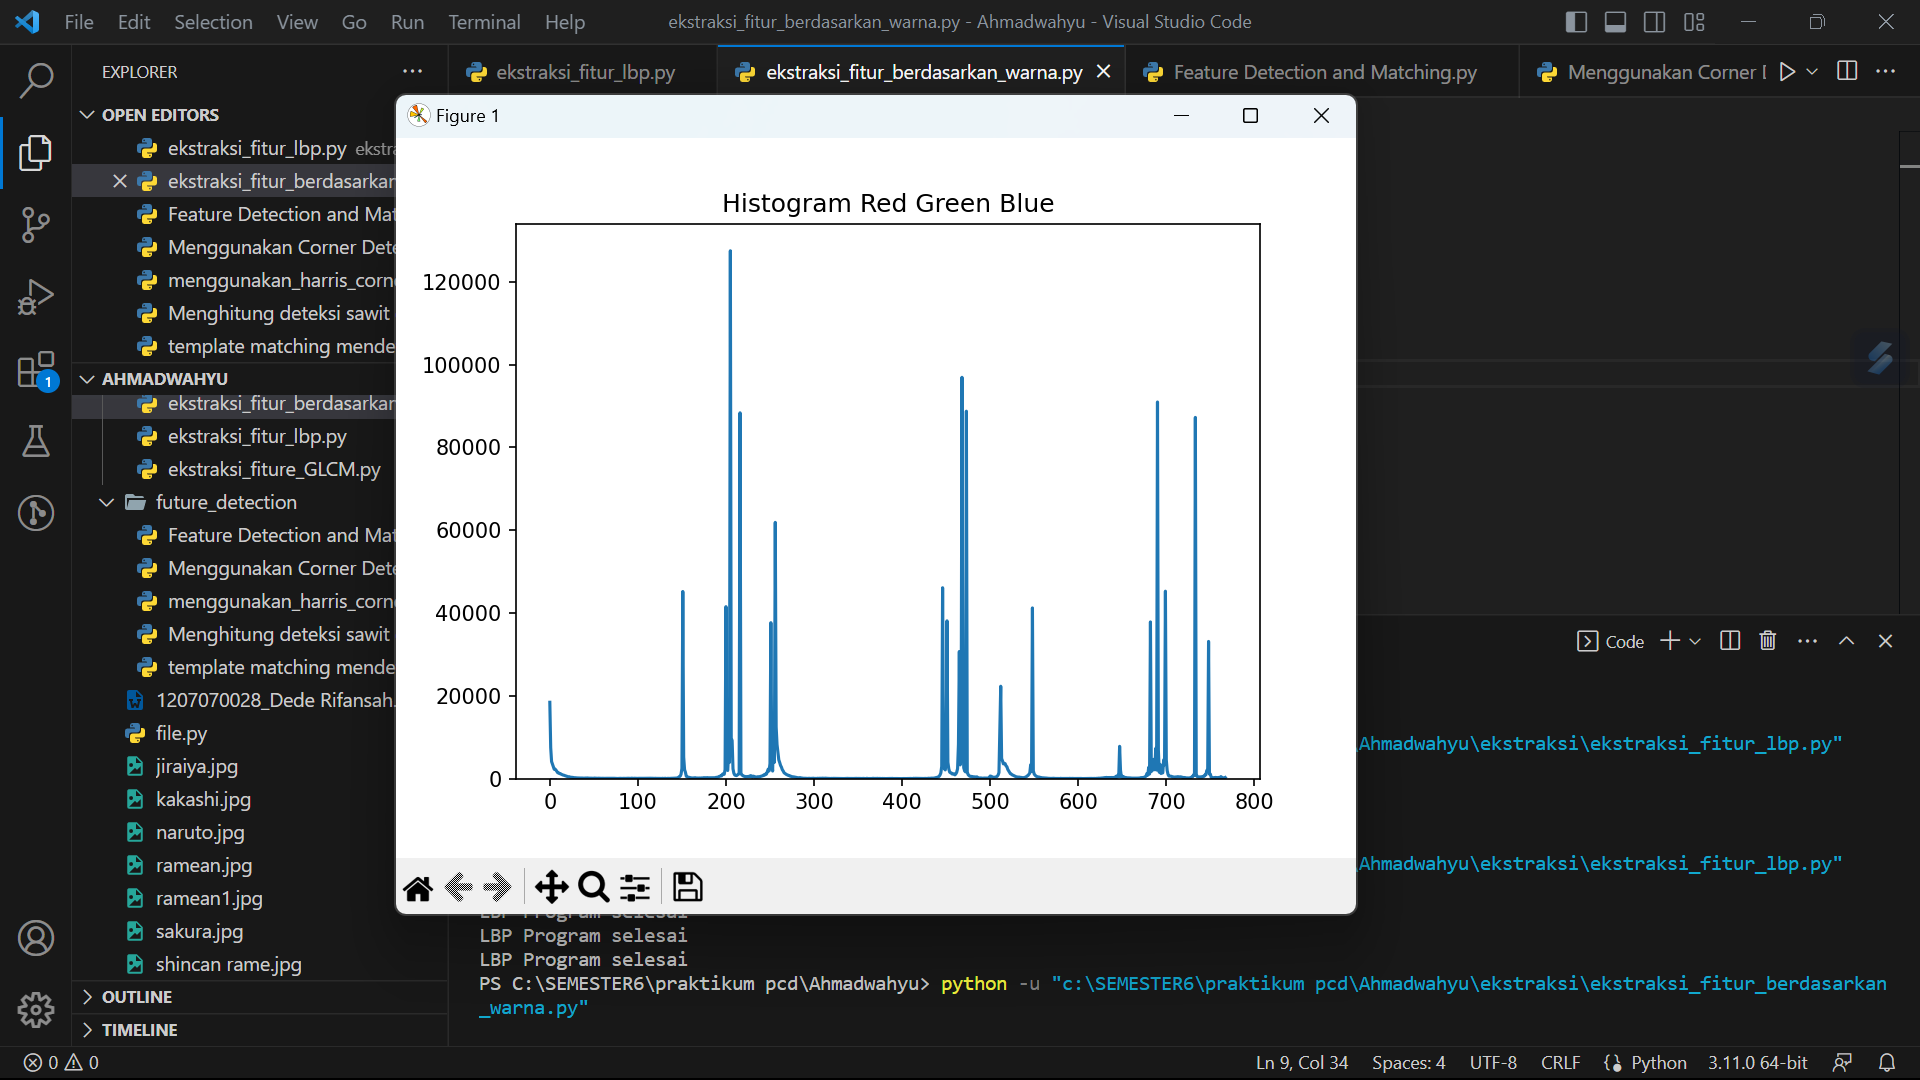 File Edit Selection View Go Run Terminal Help
ekstraksi_fitur_berdasarkan_warna.py - Ahmadwahyu - Visual Studio Code
EXPLORER
ekstraksi_fitur_lbp.py
ekstraksi_fitur_berdasarkan_warna.py
Feature Detection and Matching.py
Menggunakan Corner
OPEN EDITORS
ekstraksi_fitur_lbp.py ekstra
ekstraksi_fitur_berdasarkan
Feature Detection and Mat
Menggunakan Corner Dete
menggunakan_harris_corne
Menghitung deteksi sawit
template matching mende
AHMADWAHYU
ekstraksi_fitur_berdasarkan
ekstraksi_fitur_lbp.py
ekstraksi_fiture_GLCM.py
future_detection
Feature Detection and Mat
Menggunakan Corner Dete
menggunakan_harris_corne
Menghitung deteksi sawit
template matching mende
1207070028_Dede Rifansah.
file.py
jiraiya.jpg
kakashi.jpg
naruto.jpg
ramean.jpg
ramean1.jpg
sakura.jpg
shincan rame.jpg
OUTLINE
TIMELINE
1
Figure 1
Histogram Red Green Blue
120000
100000
80000
60000
40000
20000
0
0 100 200 300 400 500 600 700 800
Code
\Ahmadwahyu\ekstraksi\ekstraksi_fitur_lbp.py"
\Ahmadwahyu\ekstraksi\ekstraksi_fitur_lbp.py"
LBP Program selesai
LBP Program selesai
LBP Program selesai
PS C:\SEMESTER6\praktikum pcd\Ahmadwahyu> python -u "c:\SEMESTER6\praktikum pcd\Ahmadwahyu\ekstraksi\ekstraksi_fitur_berdasarkan
_warna.py"
0 0
Ln 9, Col 34 Spaces: 4 UTF-8 CRLF Python 3.11.0 64-bit